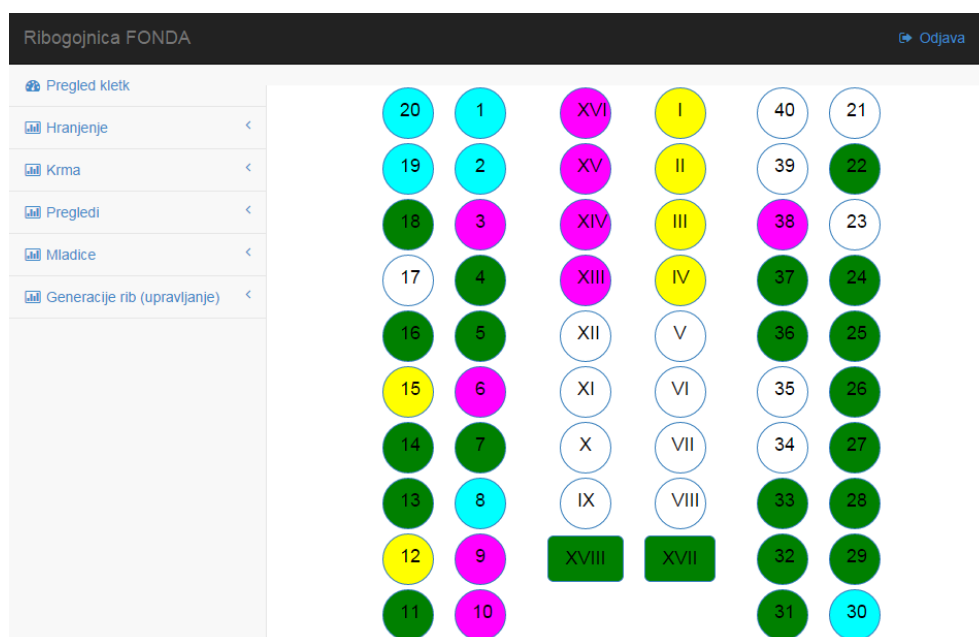 Ribogojnica FONDA
Odjava
Pregled kletk
Hranjenje
Krma
Pregledi
Mladice
Generacije rib (upravljanje)
20 1 XVI I 40 21
19 2 XV II 39 22
18 3 XIV III 38 23
17 4 XIII IV 37 24
16 5 XII V 36 25
15 6 XI VI 35 26
14 7 X VII 34 27
13 8 IX VIII 33 28
12 9 XVIII XVII 32 29
11 10 31 30